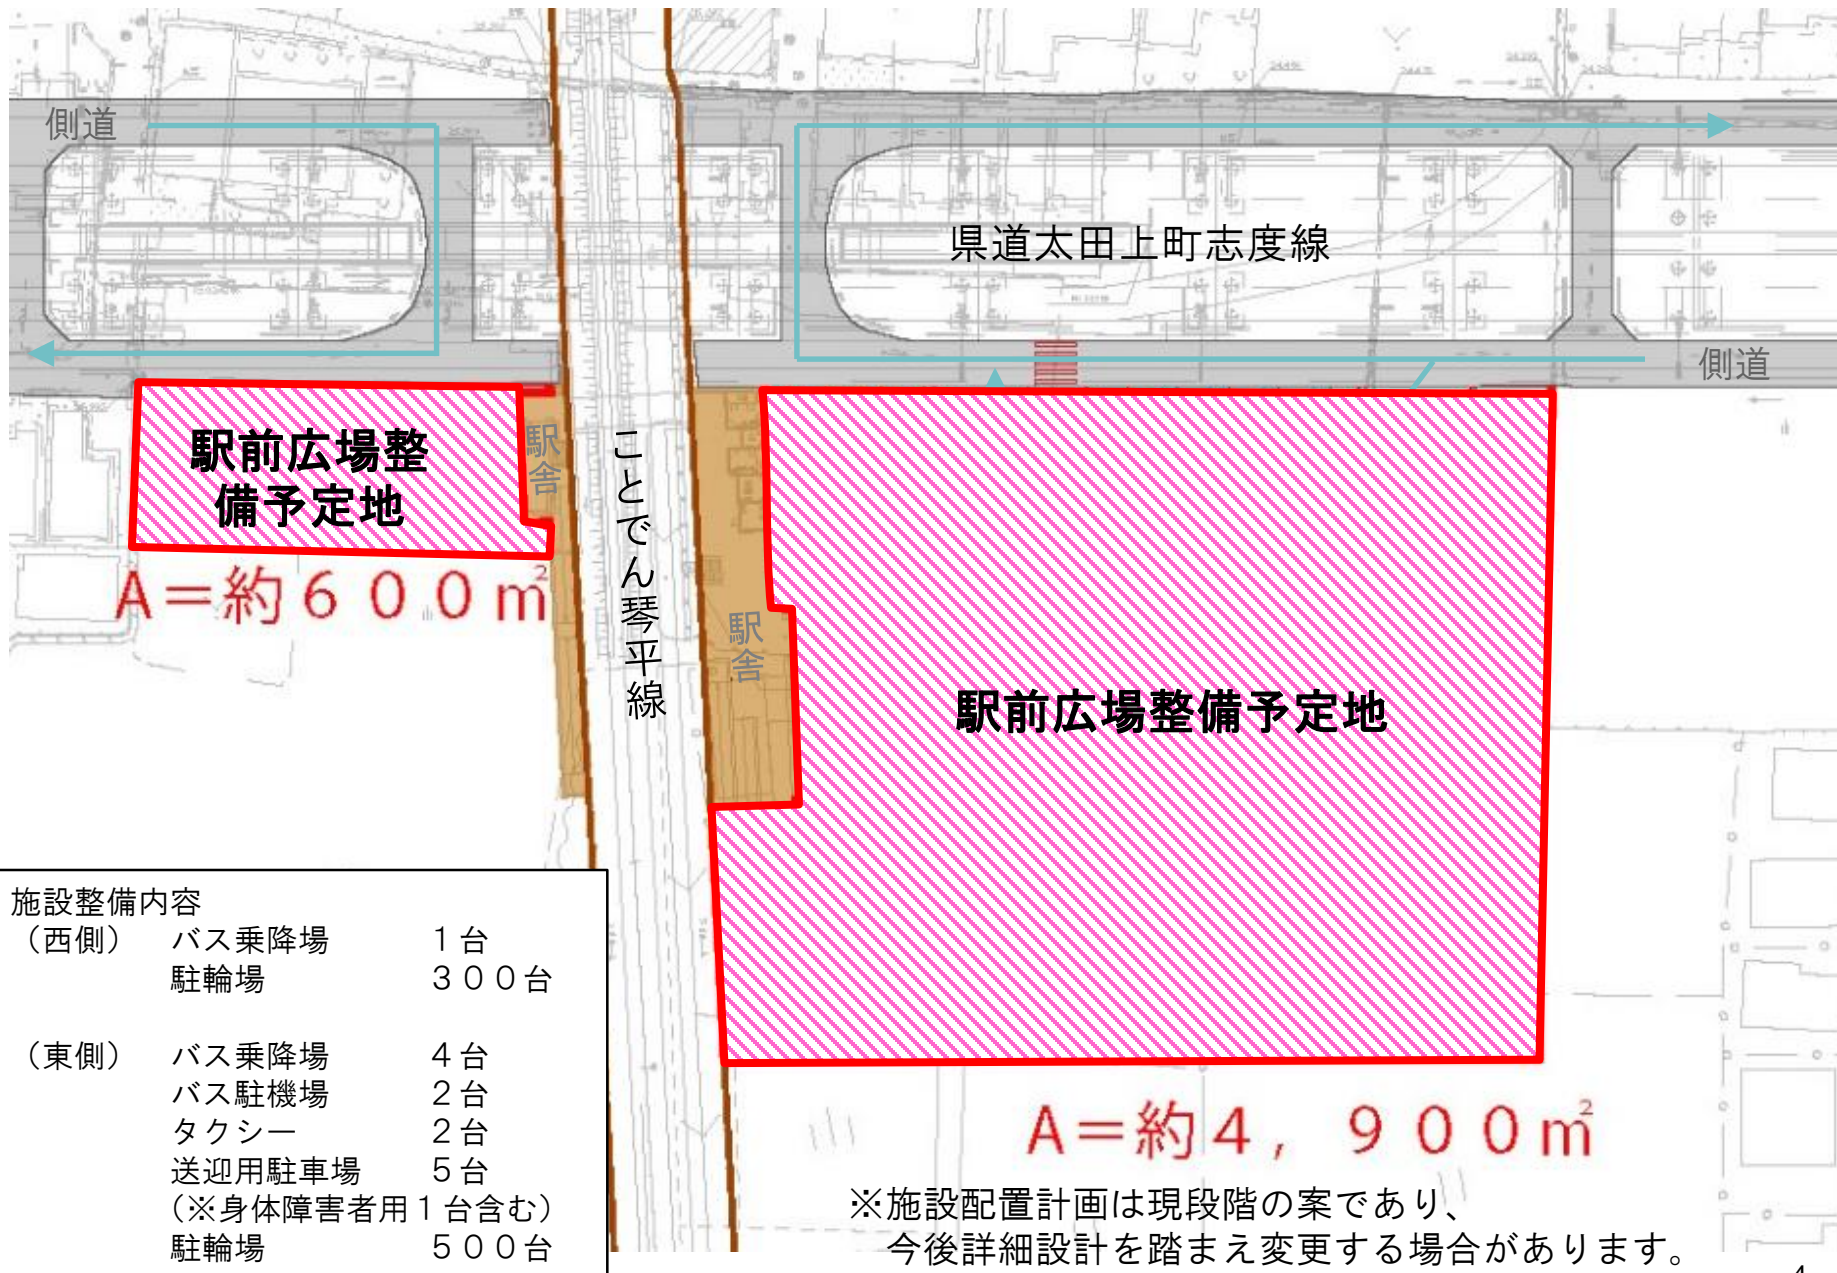 側道
県道太田上町志度線
側道
駅前広場整
備予定地
駅舎
ことでん琴平線
A＝約６００㎡
駅舎
駅前広場整備予定地
A＝約４，９００㎡
施設整備内容
（西側） バス乗降場 １台
駐輪場 ３００台
（東側） バス乗降場 ４台
バス駐機場 ２台
タクシー ２台
送迎用駐車場 ５台
（※身体障害者用１台含む）
駐輪場 ５００台
※施設配置計画は現段階の案であり、
今後詳細設計を踏まえ変更する場合があります。